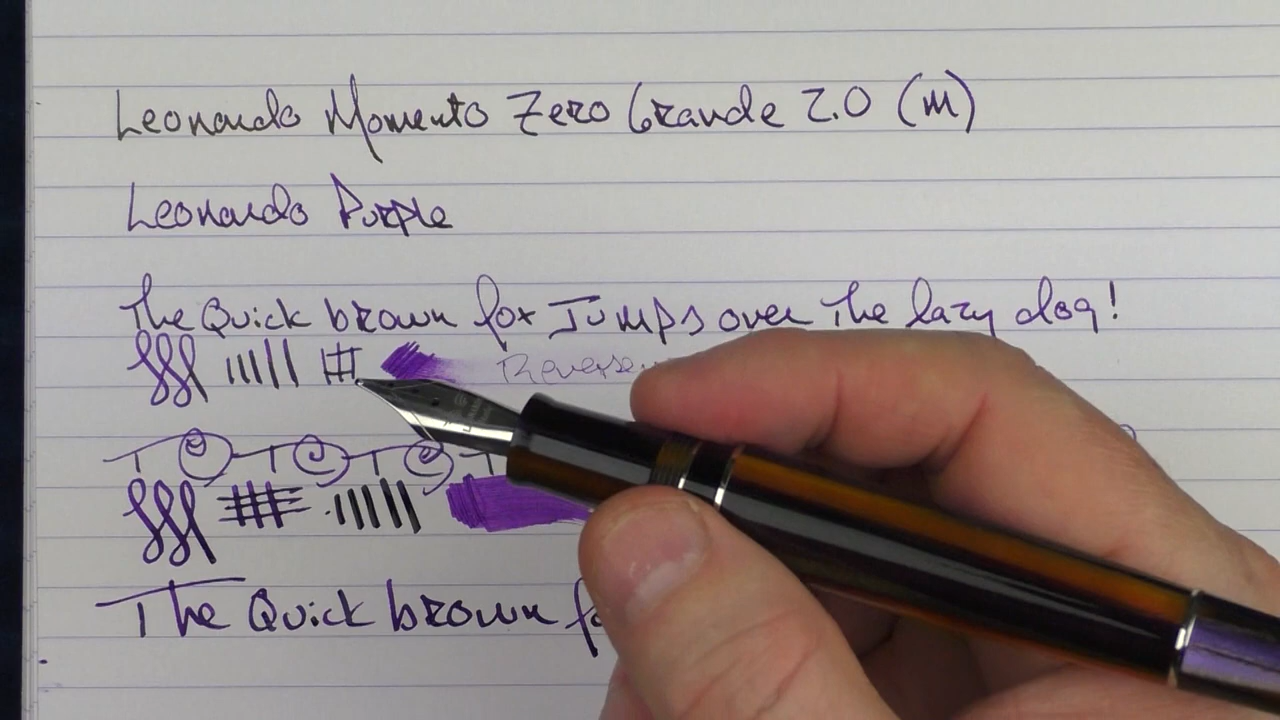 Leonardo Momento Zero Grande 2.0 (M)
Leonardo Purple
The Quick brown fox Jumps over The lazy dog!
Reverse
The Quick brown